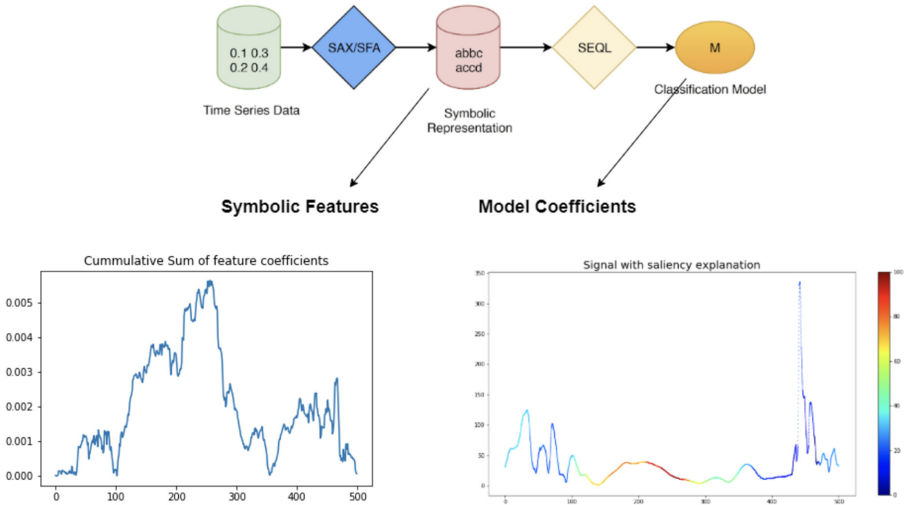 0.1 0.3
0.2 0.4
SAX/SFA
abbc
accd
SEQL
M
Time Series Data
Symbolic
Representation
Classification Model
Symbolic Features
Model Coefficients
Cummulative Sum of feature coefficients
0.005
0.004
0.003
0.002
0.001
0.000
0
100
200
300
400
500
Signal with saliency explanation
350
300
250
200
150
100
50
0
0
100
200
300
400
500
100
80
60
40
20
0